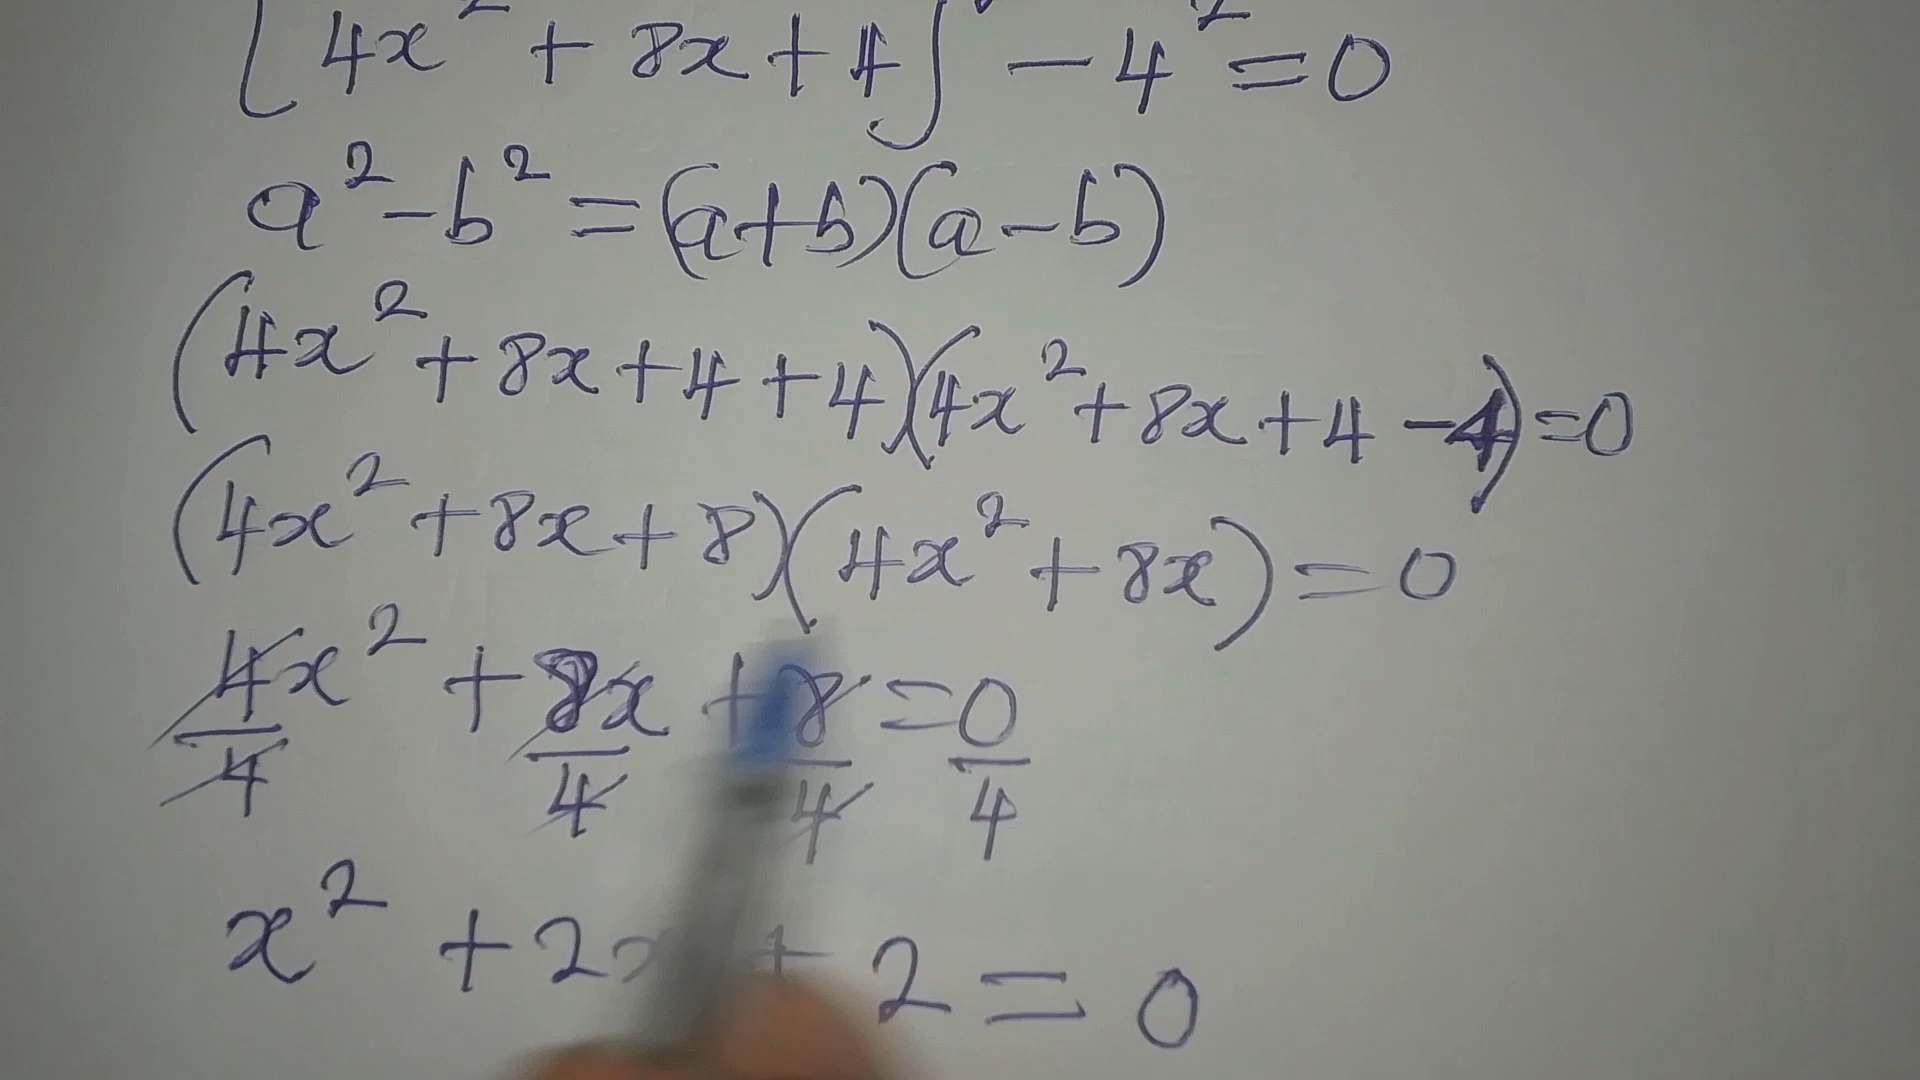 [4x² + 8x + 4]² - 4² = 0
a² - b² = (a+b)(a-b)
(4x² + 8x + 4 + 4)(4x² + 8x + 4 - 4) = 0
(4x² + 8x + 8)(4x² + 8x) = 0
4x²/4 + 8x/4 + 8/4 = 0/4
x² + 2x + 2 = 0